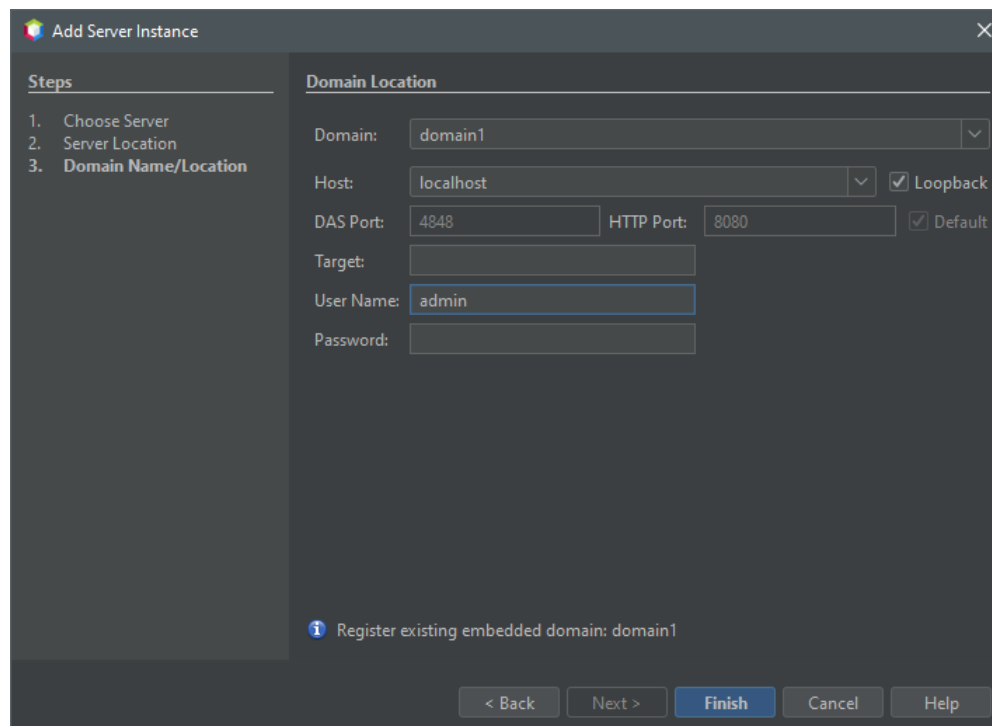 Add Server Instance
Steps
1. Choose Server
2. Server Location
3. Domain Name/Location
Domain Location
Domain: domain1
Host: localhost Loopback
DAS Port: 4848 HTTP Port: 8080 Default
Target:
User Name: admin
Password:
Register existing embedded domain: domain1
< Back Next > Finish Cancel Help